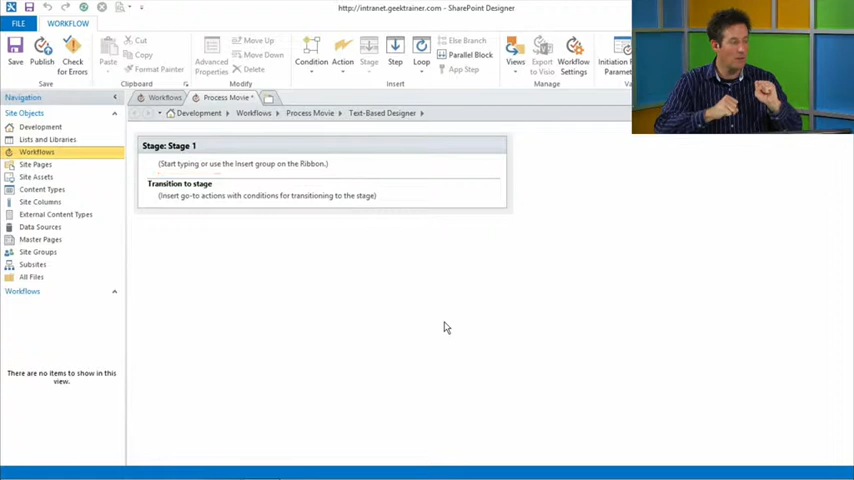 http://intranet.geektrainer.com - SharePoint Designer
FILE
WORKFLOW
Save
Publish
Check for Errors
Save
Paste
Cut
Copy
Format Painter
Clipboard
Advanced Properties
Move Up
Move Down
Delete
Modify
Condition
Action
Stage
Step
Loop
Else Branch
Parallel Block
App Step
Insert
Views
Export to Visio
Workflow Settings
Manage
Initiation F
Parame
Navigation
Workflows
Process Movie *
Development
Workflows
Process Movie
Text-Based Designer
Site Objects
Development
Lists and Libraries
Workflows
Site Pages
Site Assets
Content Types
Site Columns
External Content Types
Data Sources
Master Pages
Site Groups
Subsites
All Files
Workflows
There are no items to show in this
view.
Stage: Stage 1
(Start typing or use the Insert group on the Ribbon.)
Transition to stage
(Insert go-to actions with conditions for transitioning to the stage)